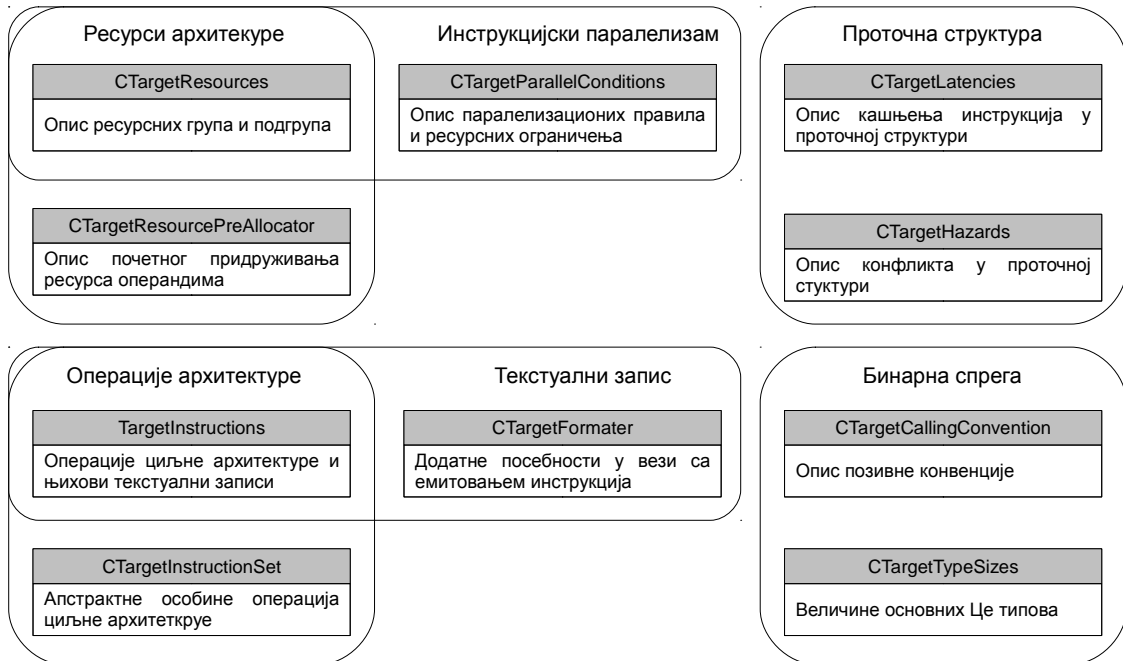 Ресурси архитекуре
CTargetResources
Опис ресурсних група и подгрупа
CTargetResourcePreAllocator
Опис почетног придруживања
ресурса операндима
Инструкцијски паралелизам
CTargetParallelConditions
Опис паралелизационих правила
и ресурсних ограничења
Проточна структура
CTargetLatencies
Опис кашњења инструкција у
проточној структури
CTargetHazards
Опис конфликта у проточној
стуктури
Операције архитектуре
TargetInstructions
Операције циљне архитектуре и
њихови текстуални записи
CTargetInstructionSet
Апстрактне особине операција
циљне архитеткруе
Текстуални запис
CTargetFormater
Додатне посебности у вези са
емитовањем инструкција
Бинарна спрега
CTargetCallingConvention
Опис позивне конвенције
CTargetTypeSizes
Величине основних Це типова